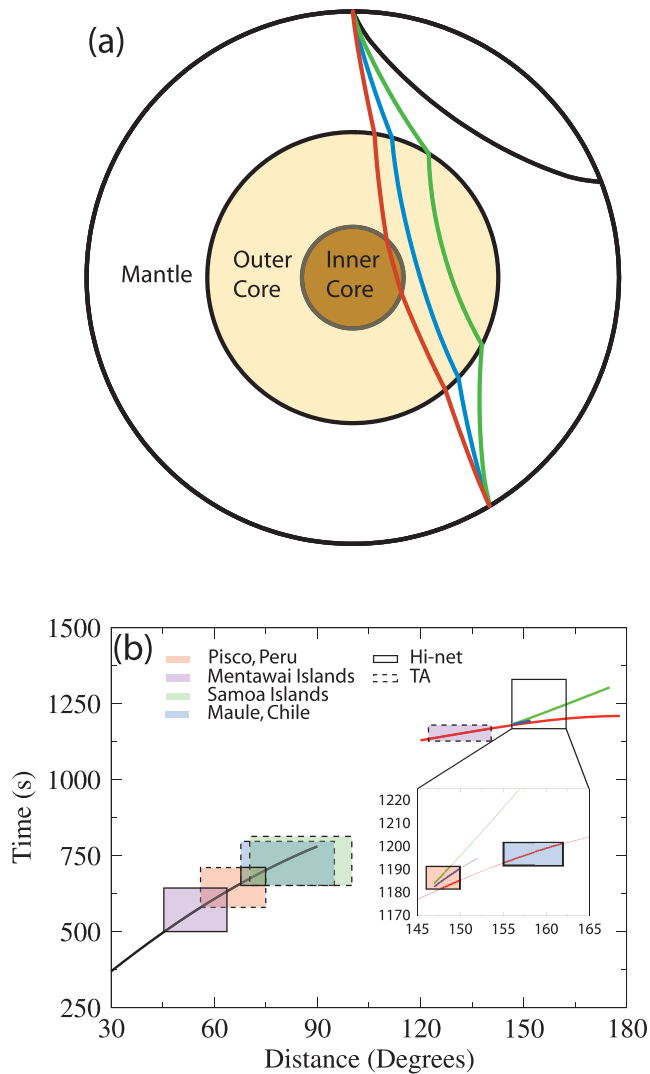 (a)
Mantle
Outer
Core
Inner
Core
1500
1250
1000
750
500
250
Time (s)
(b)
Pisco, Peru
Mentawai Islands
Samoa Islands
Maule, Chile
Hi-net
TA
1220
1210
1200
1190
1180
1170
145
150
155
160
165
30
60
90
120
150
180
Distance (Degrees)